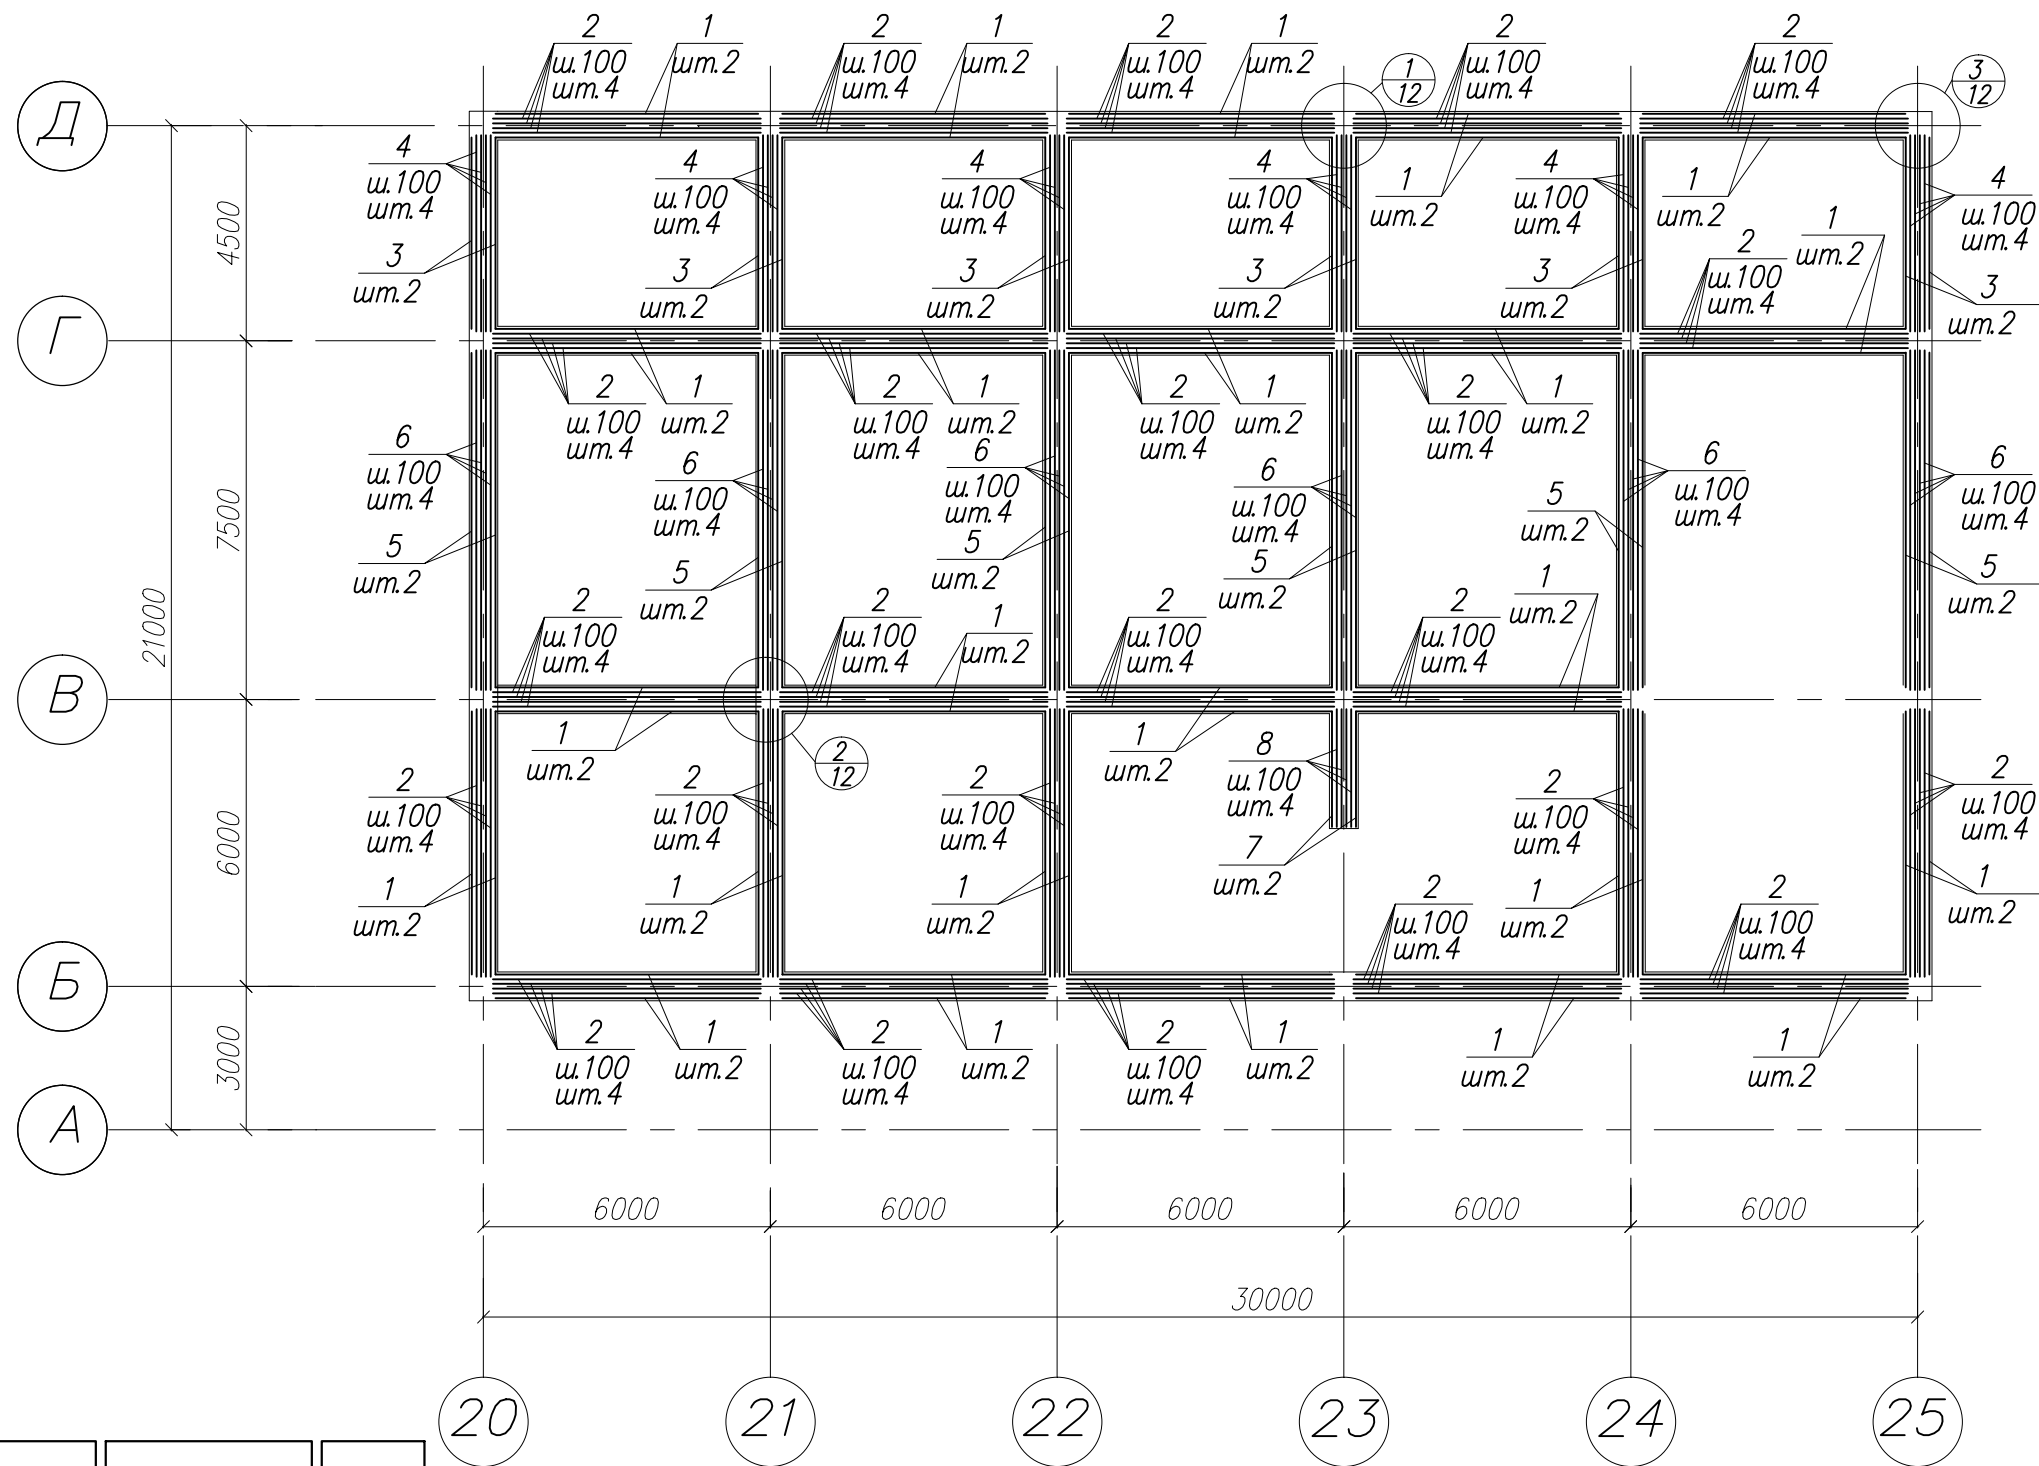 2 1 2 1 2 1 2 2
ш.100 шт.2 ш.100 шт.2 ш.100 шт.2 ш.100 ш.100
шт.4 шт.4 шт.4 шт.4 шт.4
1 3
12 12
Д
4 4 4 4 4 4
ш.100 ш.100 ш.100 ш.100 ш.100 ш.100
шт.4 шт.4 шт.4 шт.4 шт.4 шт.4
1 1
шт.2 шт.2
4500
2 1
ш.100 шт.2
шт.4
3 3 3 3 3 3
шт.2 шт.2 шт.2 шт.2 шт.2 шт.2
Г
2 1 2 1 2 1 2 1
ш.100 шт.2 ш.100 шт.2 ш.100 шт.2 ш.100 шт.2
шт.4 шт.4 шт.4 шт.4
6 6 6 6 6 6
ш.100 ш.100 ш.100 ш.100 ш.100 ш.100
шт.4 шт.4 шт.4 шт.4 шт.4 шт.4
7500
5 5 5 5 5 5
шт.2 шт.2 шт.2 шт.2 шт.2 шт.2
21000
2 2 1 2 2 1
ш.100 ш.100 шт.2 ш.100 ш.100 шт.2
шт.4 шт.4 шт.4 шт.4
В
1 2 1
шт.2 12 шт.2
2 2 2 8 2 2
ш.100 ш.100 ш.100 ш.100 ш.100 ш.100
шт.4 шт.4 шт.4 шт.4 шт.4 шт.4
6000
1 1 1 7 1 1
шт.2 шт.2 шт.2 шт.2 шт.2 шт.2
2 2
ш.100 ш.100
шт.4 шт.4
Б
2 1 2 1 2 1 1 1
ш.100 шт.2 ш.100 шт.2 ш.100 шт.2 шт.2 шт.2
шт.4 шт.4 шт.4
3000
А
6000 6000 6000 6000 6000
30000
20 21 22 23 24 25